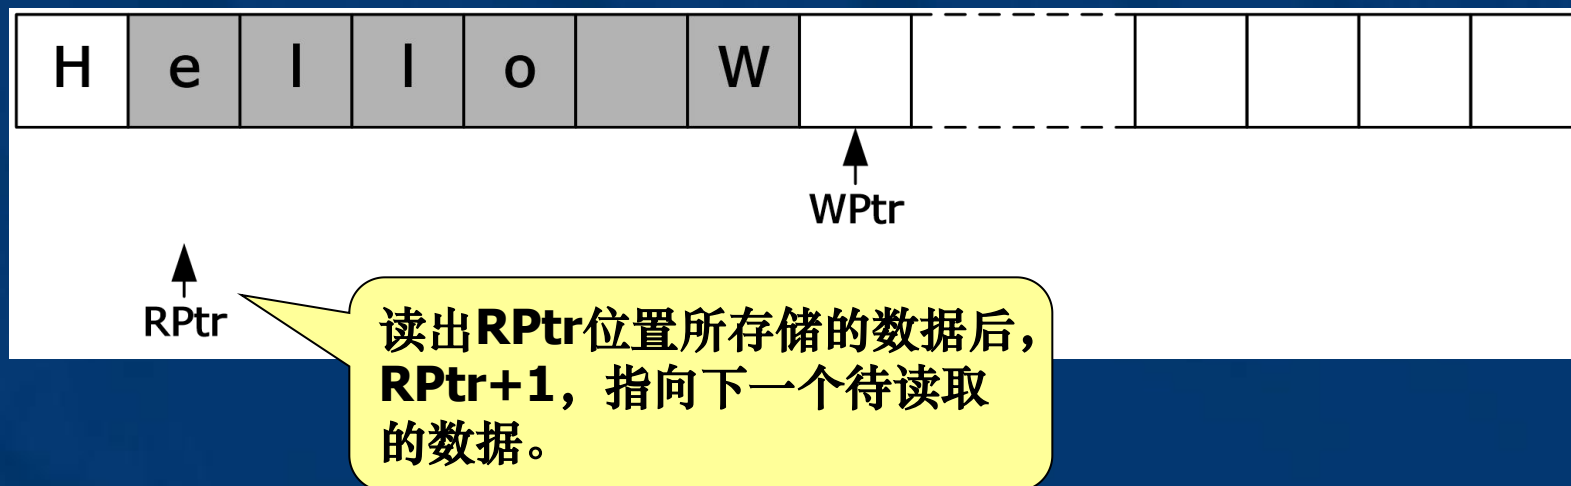 H e l l o W
WPtr
RPtr
读出RPtr位置所存储的数据后，
RPtr+1，指向下一个待读取
的数据。